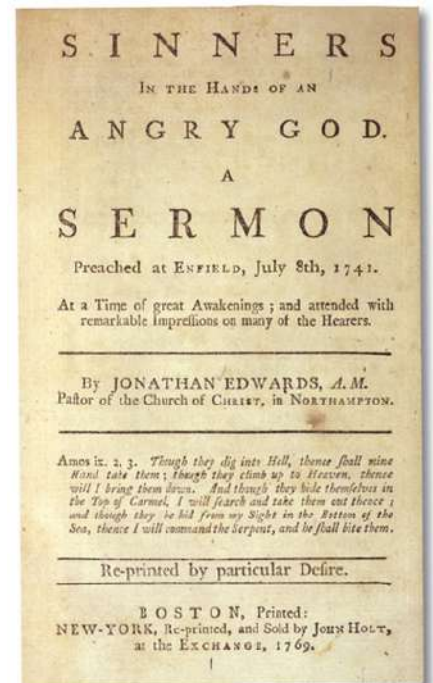 SINNERS
IN THE HANDS OF AN
ANGRY GOD.
A
SERMON
Preached at ENFIELD, July 8th, 1741.
At a Time of great Awakenings ; and attended with
remarkable Impreſſions on many of the Hearers.
By JONATHAN EDWARDS, A.M.
Paſtor of the Church of CHRIST, in NORTHAMPTON.
Amos ix. 2, 3. Though they dig into Hell, thence ſhall mine
Hand take them ; though they climb up to Heaven, thence
will I bring them down. And though they hide themſelves in
the Top of Carmel, I will ſearch and take them out thence ;
and though they be hid from my Sight in the Bottom of the
Sea, thence I will command the Serpent, and he ſhall bite them.
Re-printed by particular Deſire.
BOSTON, Printed:
NEW-YORK, Re-printed, and Sold by JOHN HOLT,
at the EXCHANGE, 1769.